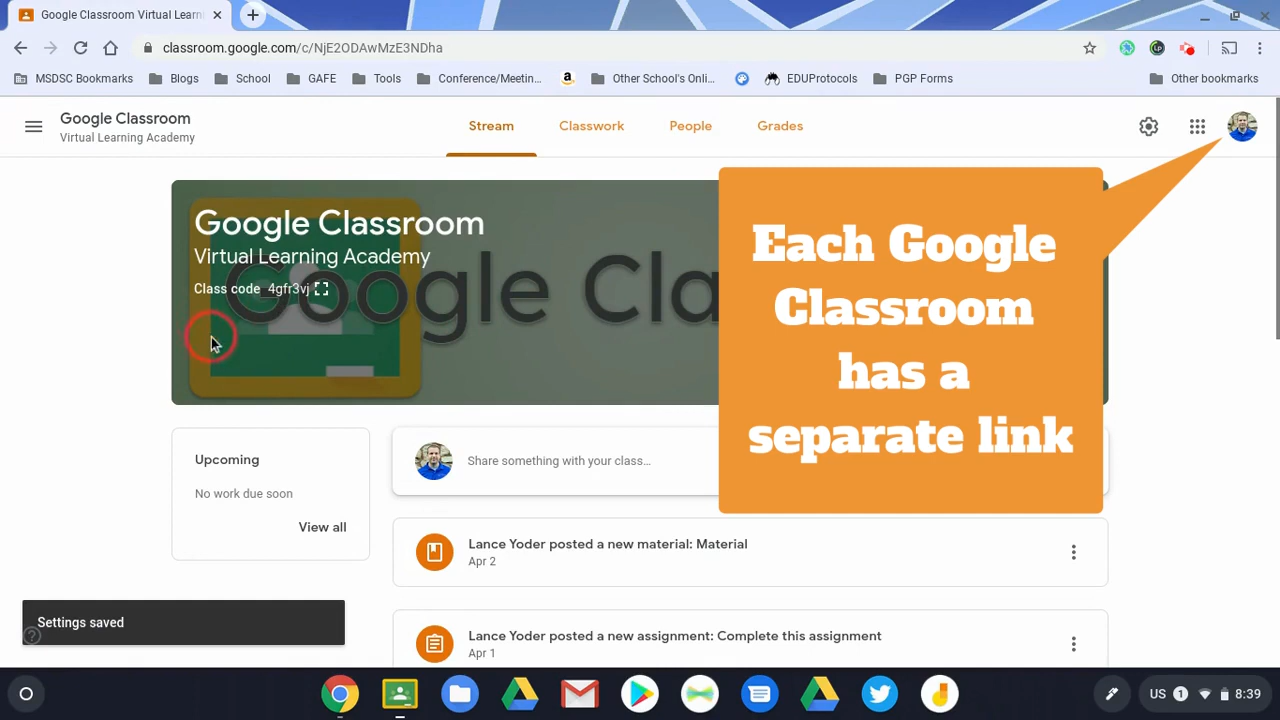 Google Classroom Virtual Learni
classroom.google.com/c/NjE2ODAwMzE3NDha
MSDSC Bookmarks Blogs School GAFE Tools Conference/Meetin... Other School's Onli... EDUProtocols PGP Forms Other bookmarks
Google Classroom
Virtual Learning Academy
Stream Classwork People Grades
Google Classroom
Virtual Learning Academy
Class code 4gfr3vj
Google Cla
Each Google
Classroom
has a
separate link
Upcoming
No work due soon
View all
Share something with your class...
Lance Yoder posted a new material: Material
Apr 2
Lance Yoder posted a new assignment: Complete this assignment
Apr 1
Settings saved
US 1 8:39